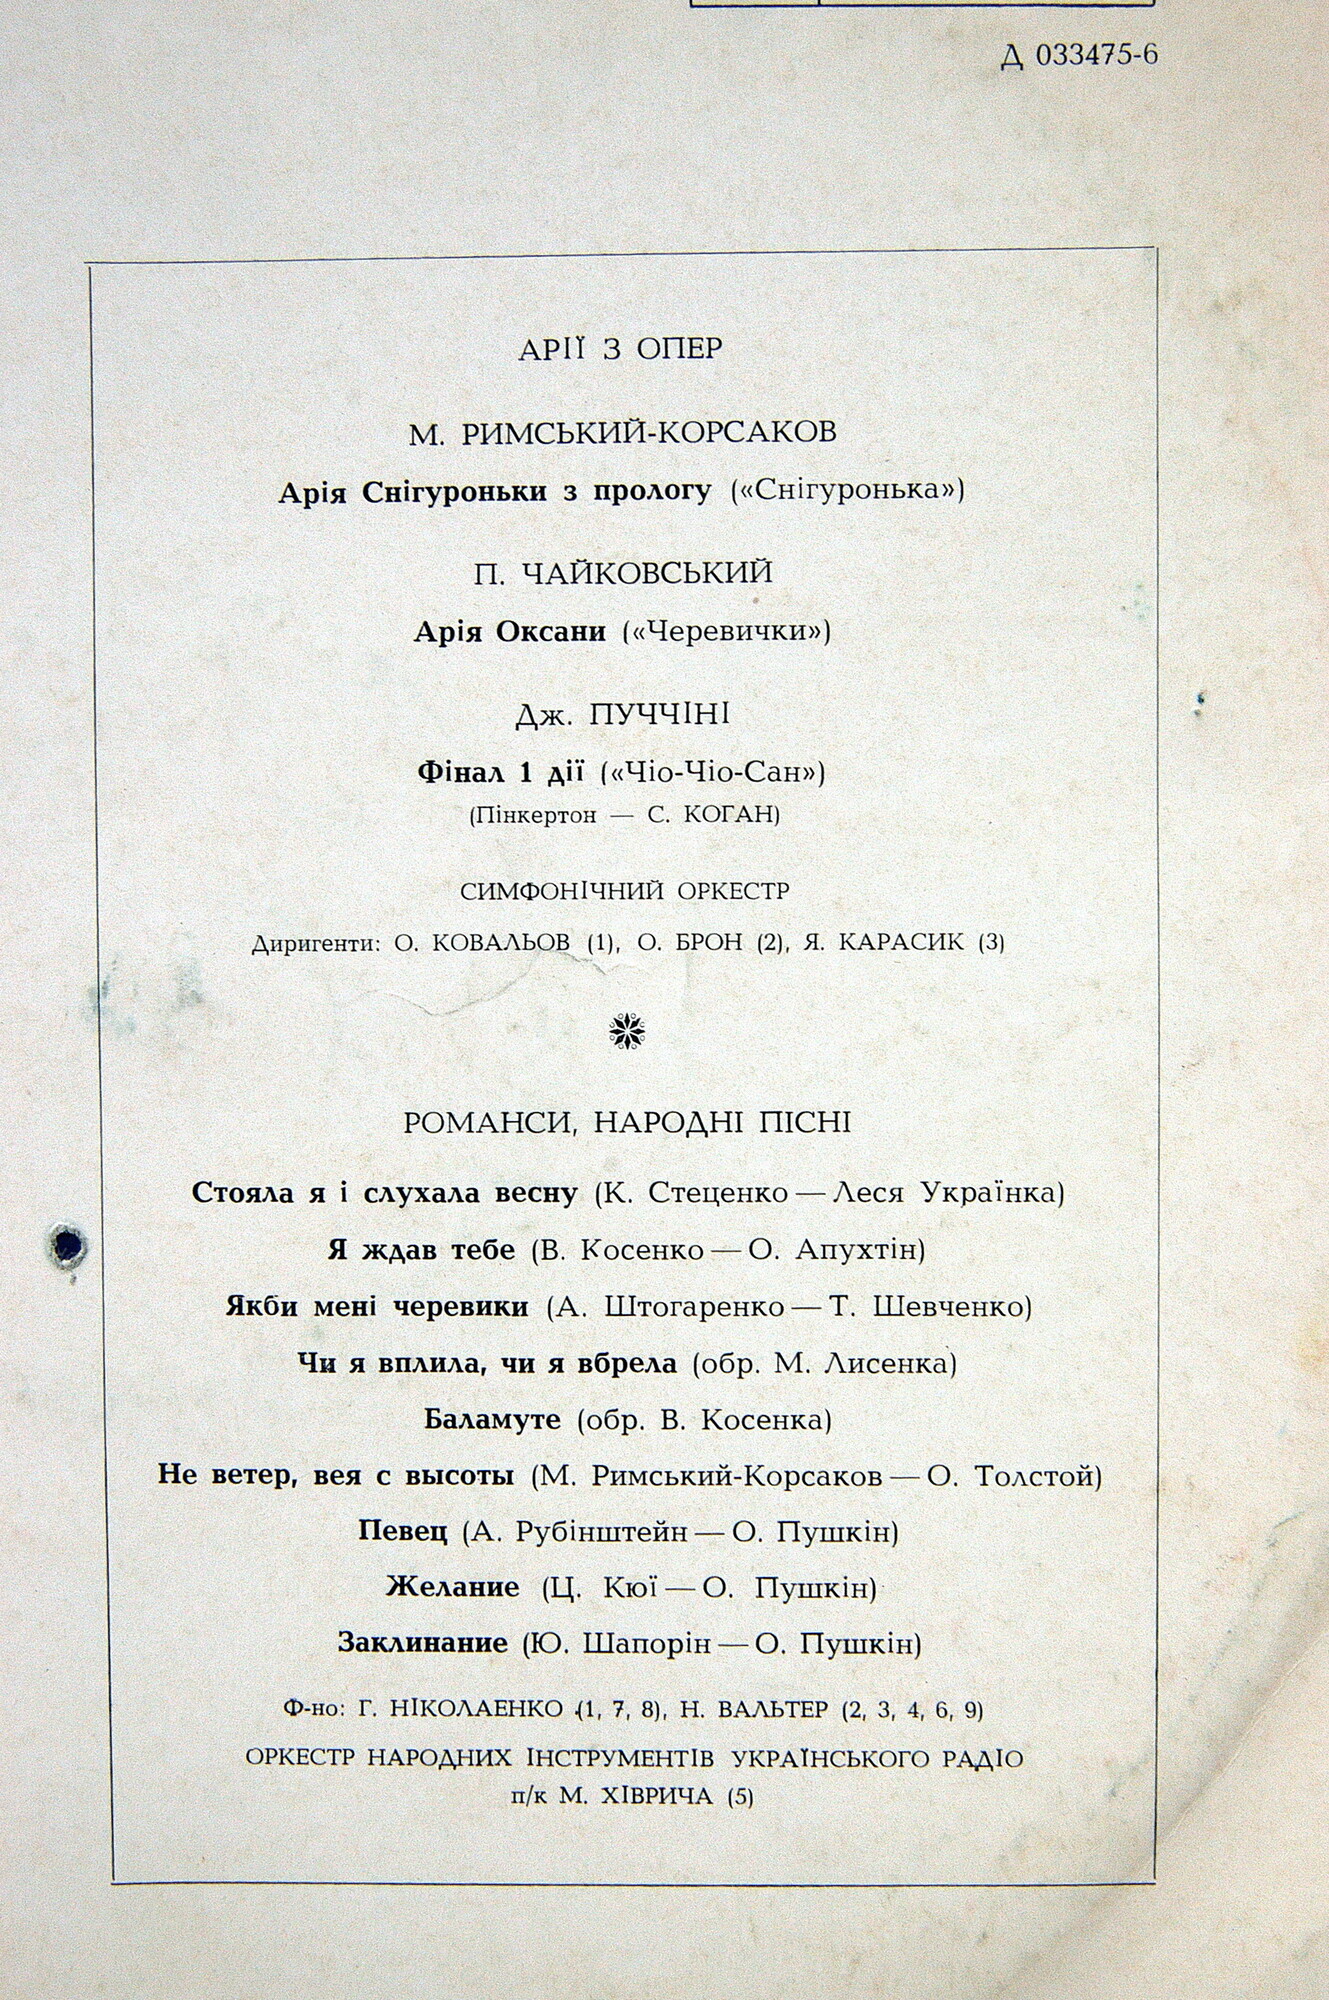 Д 033475-6
АРІЇ З ОПЕР
М. РИМСЬКИЙ-КОРСАКОВ
Арія Снігуроньки з прологу («Снігуронька»)
П. ЧАЙКОВСЬКИЙ
Арія Оксани («Черевички»)
Дж. ПУЧЧІНІ
Фінал 1 дії («Чіо-Чіо-Сан»)
(Пінкертон — С. КОГАН)
СИМФОНІЧНИЙ ОРКЕСТР
Диригенти: О. КОВАЛЬОВ (1), О. БРОН (2), Я. КАРАСИК (3)
РОМАНСИ, НАРОДНІ ПІСНІ
Стояла я і слухала весну (К. Стеценко — Леся Українка)
Я ждав тебе (В. Косенко — О. Апухтін)
Якби мені черевики (А. Штогаренко — Т. Шевченко)
Чи я вплила, чи я вбрела (обр. М. Лисенка)
Баламуте (обр. В. Косенка)
Не ветер, вея с высоты (М. Римський-Корсаков — О. Толстой)
Певец (А. Рубінштейн — О. Пушкін)
Желание (Ц. Кюї — О. Пушкін)
Заклинание (Ю. Шапорін — О. Пушкін)
Ф-но: Г. НІКОЛАЕНКО (1, 7, 8), Н. ВАЛЬТЕР (2, 3, 4, 6, 9)
ОРКЕСТР НАРОДНИХ ІНСТРУМЕНТІВ УКРАЇНСЬКОГО РАДІО
п/к М. ХІВРИЧА (5)